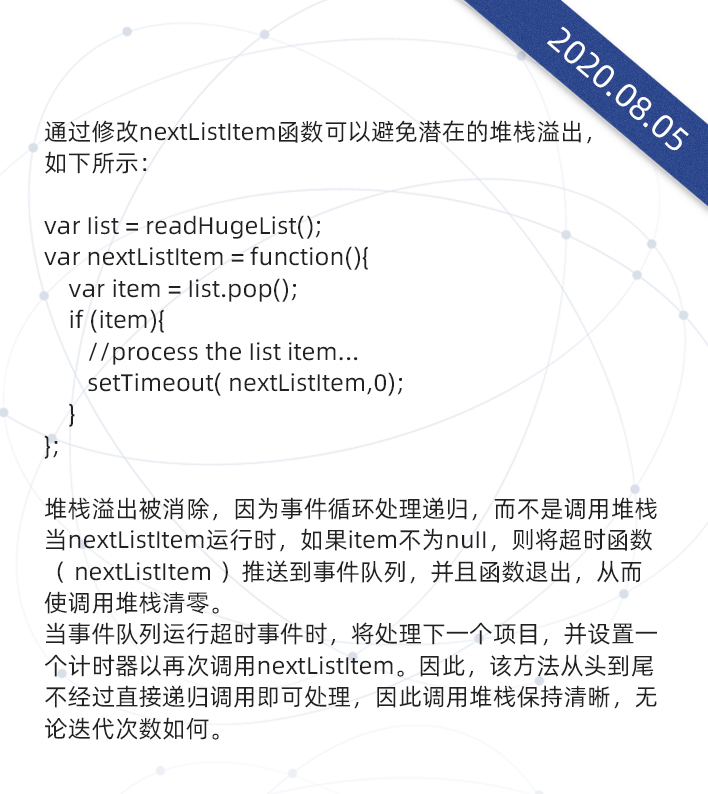 2020.08.05
通过修改nextListItem函数可以避免潜在的堆栈溢出，
如下所示：
var list = readHugeList();
var nextListItem = function(){
var item = list.pop();
if (item){
//process the list item...
setTimeout( nextListItem,0);
}
};
堆栈溢出被消除，因为事件循环处理递归，而不是调用堆栈
当nextListItem运行时，如果item不为null，则将超时函数
（ nextListItem ）推送到事件队列，并且函数退出，从而
使调用堆栈清零。
当事件队列运行超时事件时，将处理下一个项目，并设置一
个计时器以再次调用nextListItem。因此，该方法从头到尾
不经过直接递归调用即可处理，因此调用堆栈保持清晰，无
论迭代次数如何。